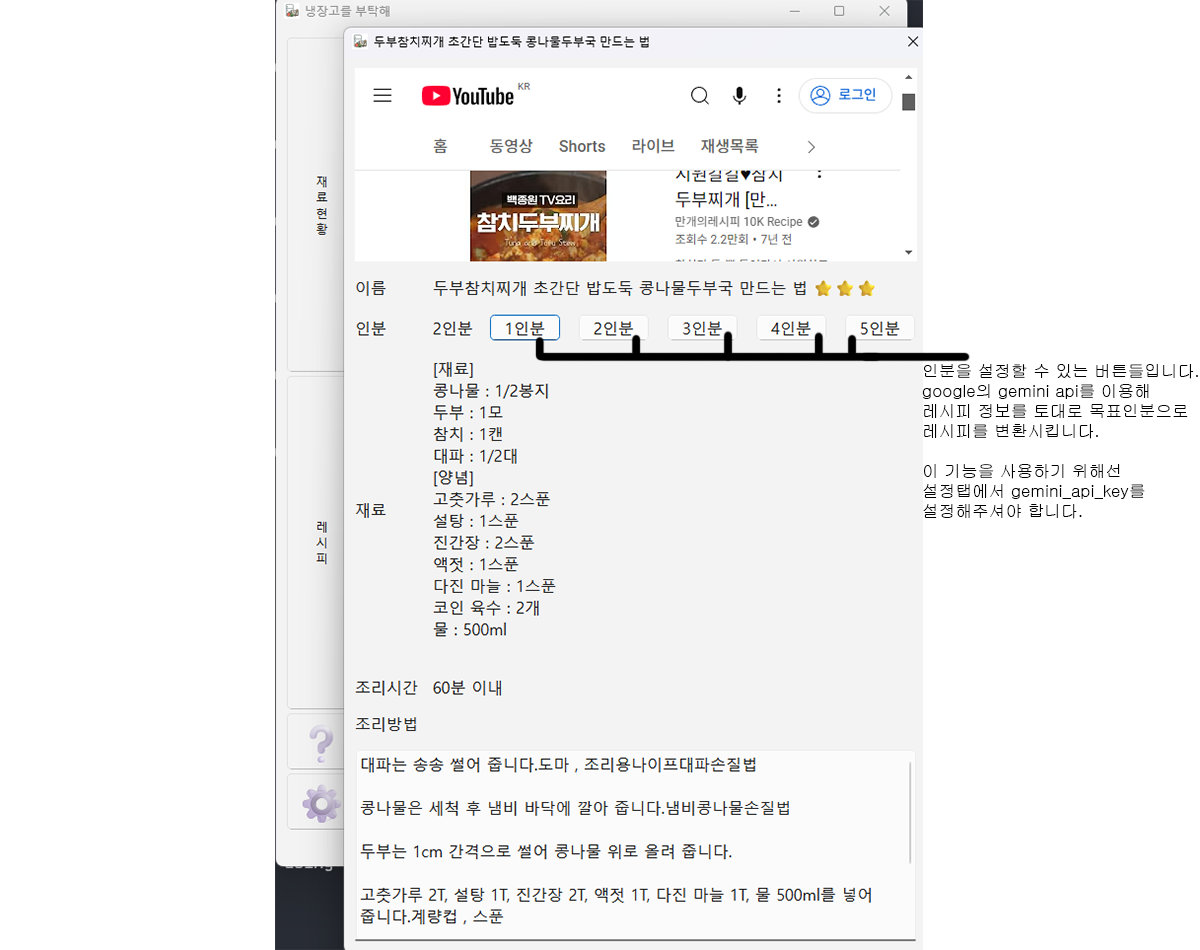 냉장고를 부탁해
두부참치찌개 초간단 밥도둑 콩나물두부국 만드는 법
YouTube KR
로그인
홈 동영상 Shorts 라이브 재생목록
백종원 TV요리
참치두부찌개
Tuna and Tofu Stew
시원칼칼♥참치
두부찌개 [만...
만개의레시피 10K Recipe
조회수 2.2만회 • 7년 전
재료현황
레시피
이름 두부참치찌개 초간단 밥도둑 콩나물두부국 만드는 법 ⭐⭐⭐
인분 2인분 1인분 2인분 3인분 4인분 5인분
재료
[재료]
콩나물 : 1/2봉지
두부 : 1모
참치 : 1캔
대파 : 1/2대
[양념]
고춧가루 : 2스푼
설탕 : 1스푼
진간장 : 2스푼
액젓 : 1스푼
다진 마늘 : 1스푼
코인 육수 : 2개
물 : 500ml
조리시간 60분 이내
조리방법
대파는 송송 썰어 줍니다.도마 , 조리용나이프대파손질법
콩나물은 세척 후 냄비 바닥에 깔아 줍니다.냄비콩나물손질법
두부는 1cm 간격으로 썰어 콩나물 위로 올려 줍니다.
고춧가루 2T, 설탕 1T, 진간장 2T, 액젓 1T, 다진 마늘 1T, 물 500ml를 넣어
줍니다.계량컵 , 스푼
인분을 설정할 수 있는 버튼들입니다.
google의 gemini api를 이용해
레시피 정보를 토대로 목표인분으로
레시피를 변환시킵니다.
이 기능을 사용하기 위해선
설정탭에서 gemini_api_key를
설정해주셔야 합니다.